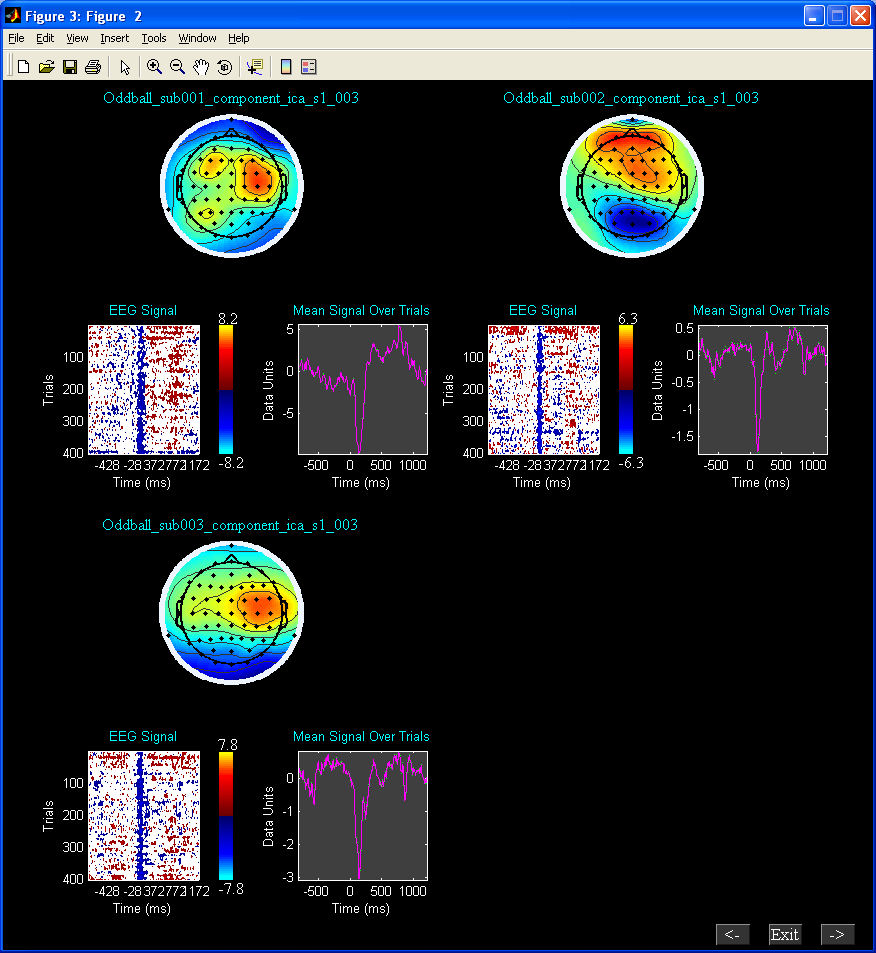 Figure 3: Figure 2
File Edit View Insert Tools Window Help
Oddball_sub001_component_ica_s1_003
Oddball_sub002_component_ica_s1_003
EEG Signal
8.2
-8.2
100
200
300
400
Trials
-428 -28 372 772 1172
Time (ms)
Mean Signal Over Trials
5
0
-5
Data Units
-500 0 500 1000
Time (ms)
EEG Signal
6.3
-6.3
100
200
300
400
Trials
-428 -28 372 772 1172
Time (ms)
Mean Signal Over Trials
0.5
0
-0.5
-1
-1.5
Data Units
-500 0 500 1000
Time (ms)
Oddball_sub003_component_ica_s1_003
EEG Signal
7.8
-7.8
100
200
300
400
Trials
-428 -28 372 772 1172
Time (ms)
Mean Signal Over Trials
0
-1
-2
-3
Data Units
-500 0 500 1000
Time (ms)
<- Exit ->